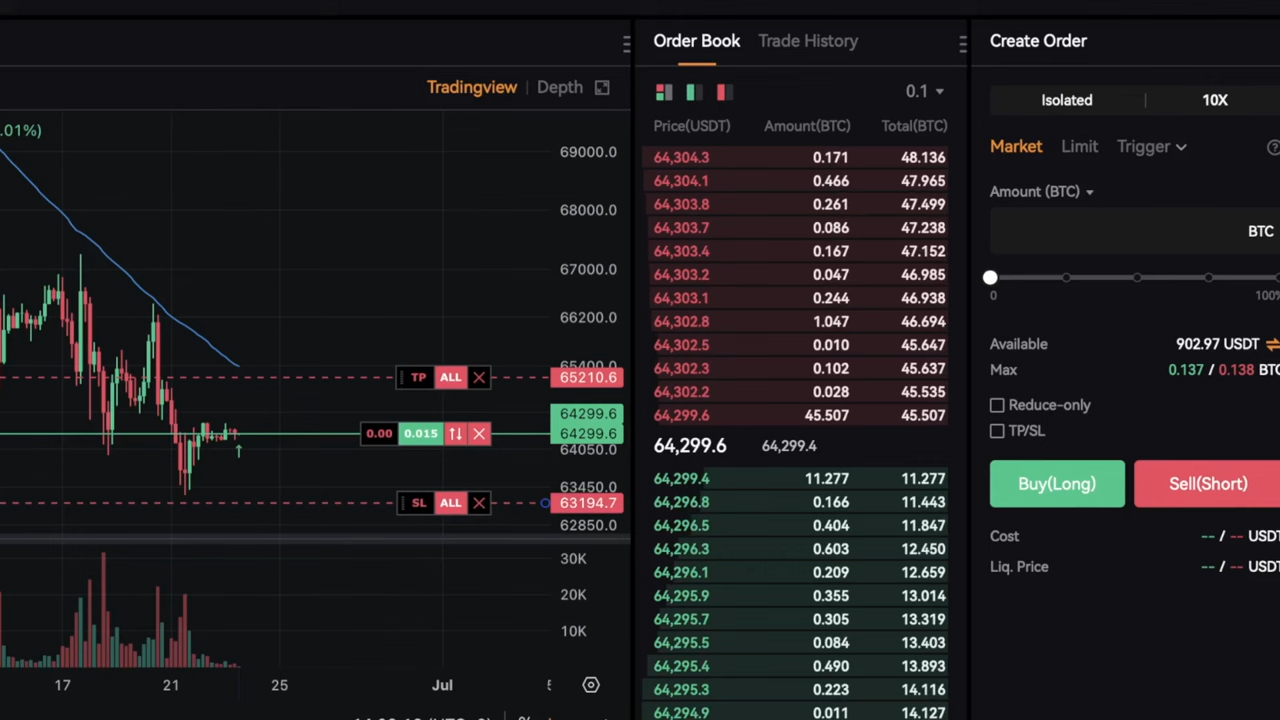 Order Book Trade History
Create Order
Tradingview Depth
0.1
Isolated 10X
.01%)
Price(USDT) Amount(BTC) Total(BTC)
Market Limit Trigger
69000.0
68000.0
67000.0
66200.0
65400.0
TP ALL 65210.6
64299.6
0.00 0.015 64299.6
64050.0
63450.0
SL ALL 63194.7
62850.0
30K
20K
10K
17 21 25 Jul
64,304.3 0.171 48.136
64,304.1 0.466 47.965
64,303.8 0.261 47.499
64,303.7 0.086 47.238
64,303.4 0.167 47.152
64,303.2 0.047 46.985
64,303.1 0.244 46.938
64,302.8 1.047 46.694
64,302.5 0.010 45.647
64,302.3 0.102 45.637
64,302.2 0.028 45.535
64,299.6 45.507 45.507
64,299.6 64,299.4
64,299.4 11.277 11.277
64,296.8 0.166 11.443
64,296.5 0.404 11.847
64,296.3 0.603 12.450
64,296.1 0.209 12.659
64,295.9 0.355 13.014
64,295.7 0.305 13.319
64,295.5 0.084 13.403
64,295.4 0.490 13.893
64,295.3 0.223 14.116
64,294.9 0.011 14.127
Amount (BTC)
BTC
0 100%
Available 902.97 USDT
Max 0.137 / 0.138 BTC
Reduce-only
TP/SL
Buy(Long) Sell(Short)
Cost -- / -- USDT
Liq. Price -- / -- USDT